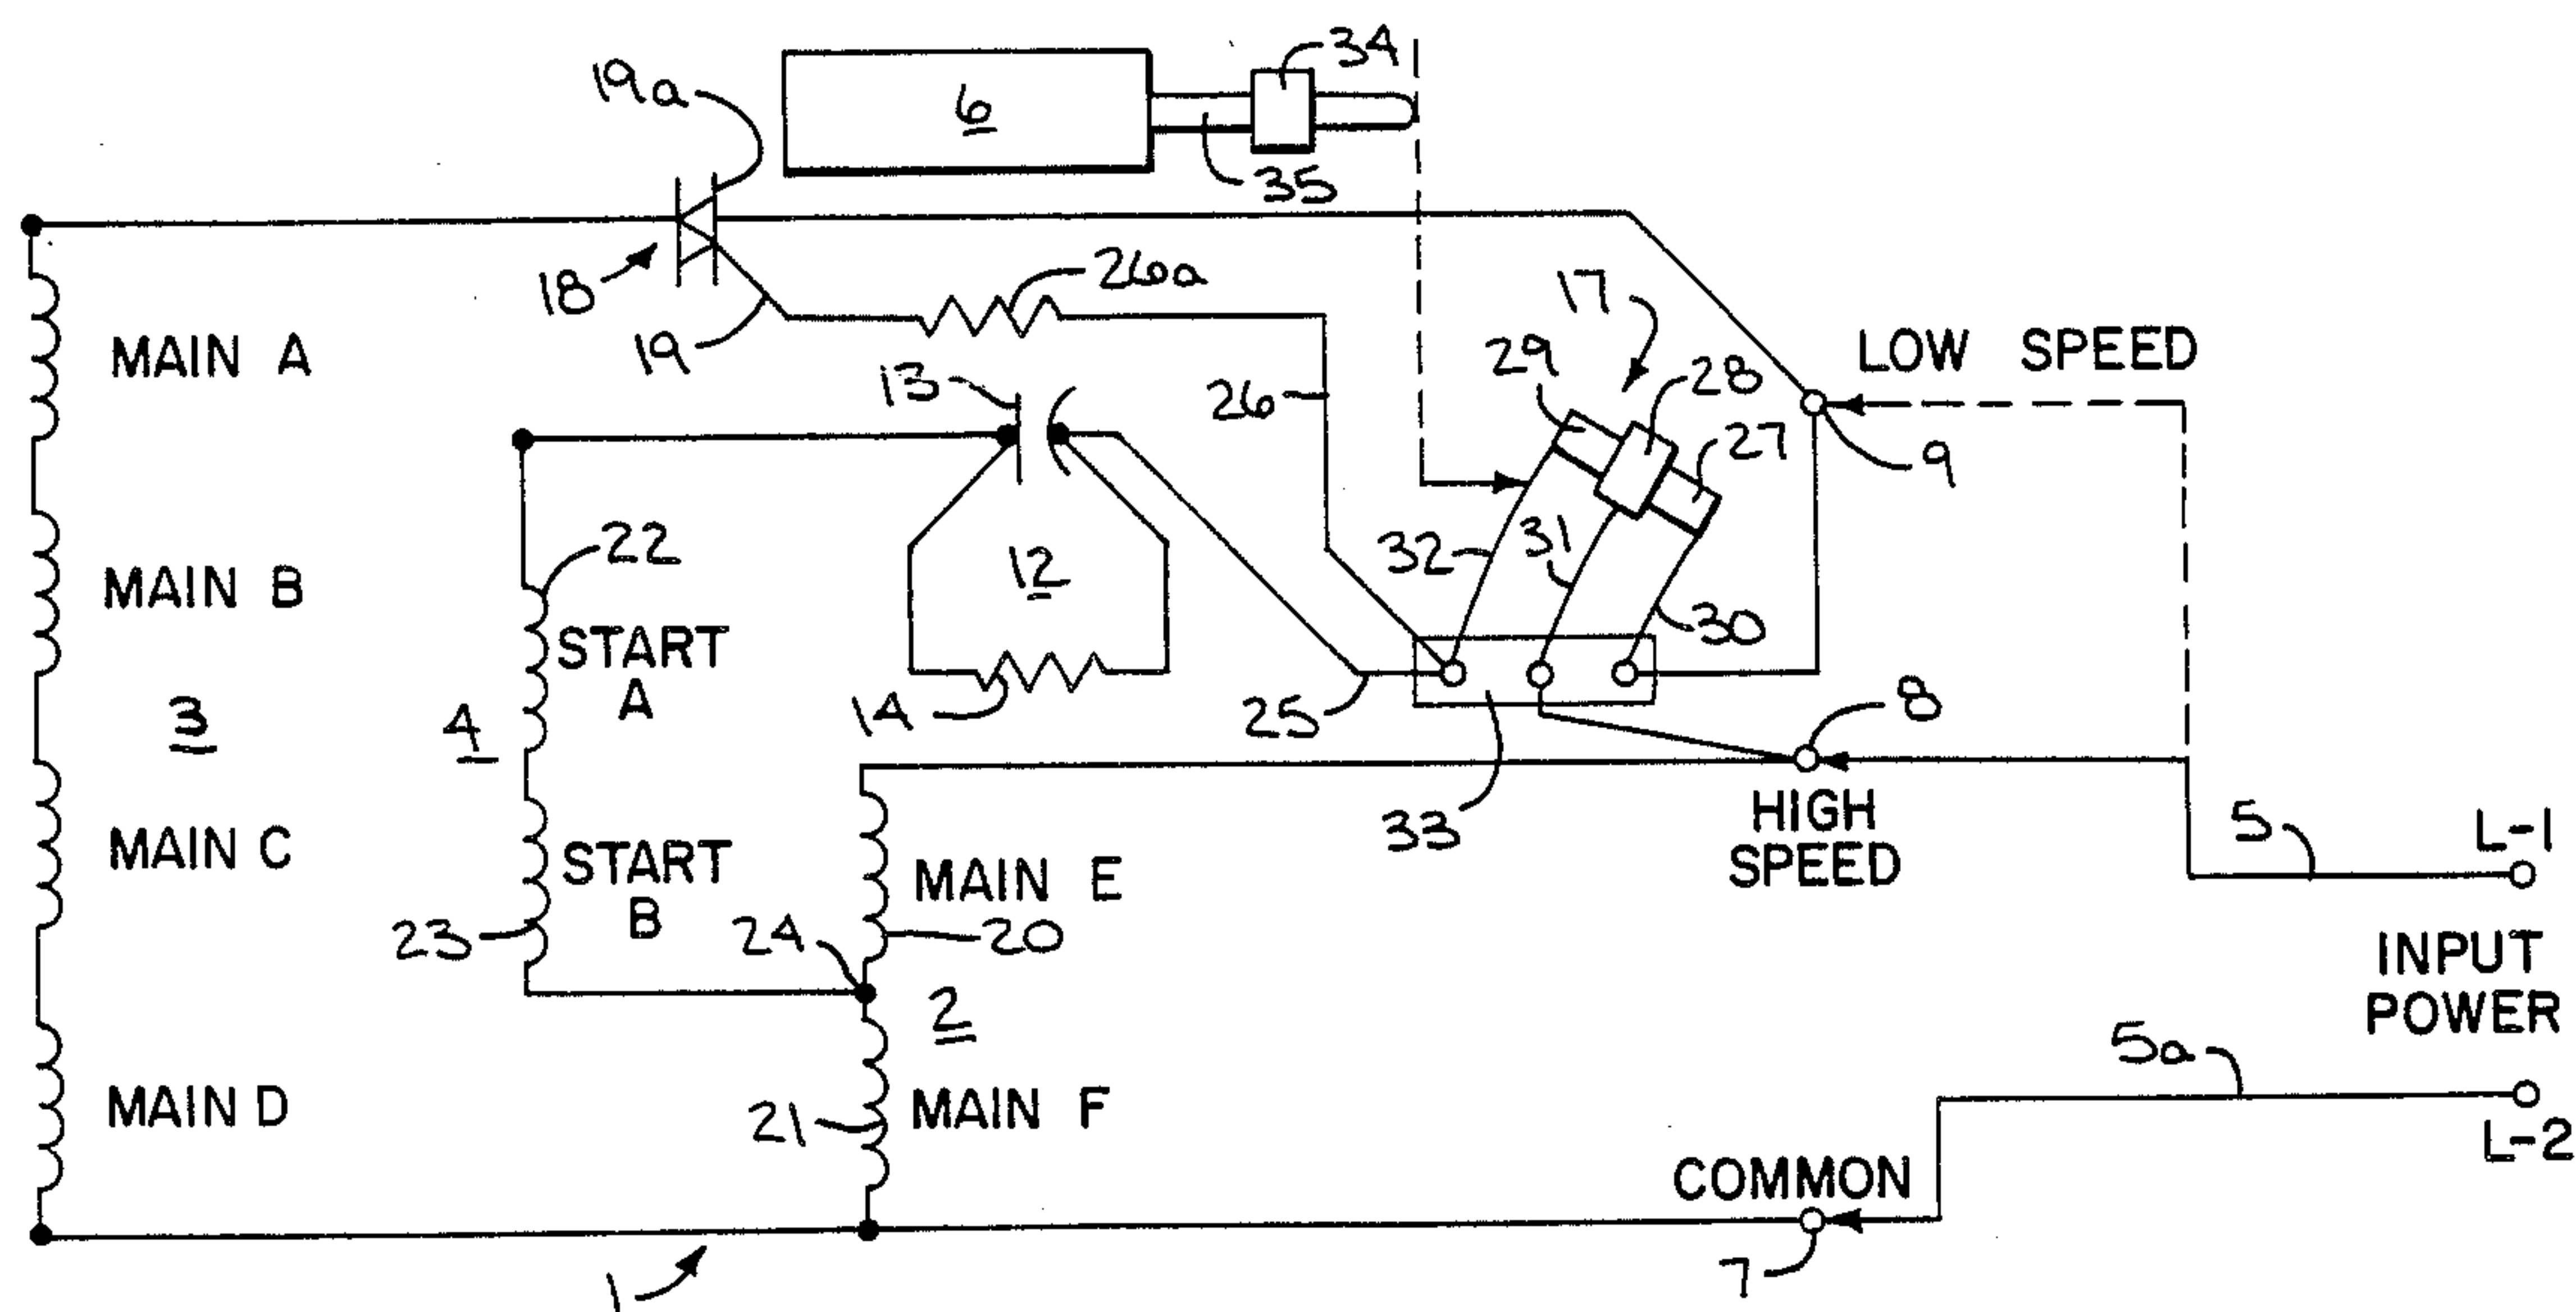 34
19a
6
35
18
26a
17
19
29
28
LOW SPEED
MAIN A
13
26
27
9
22
32
31
MAIN B
12
START
A
30
3
4
14
25
8
HIGH
SPEED
33
5
L-1
MAIN C
START
B
MAIN E
23
24
20
INPUT
POWER
2
5a
MAIN D
21
MAIN F
L-2
COMMON
7
1